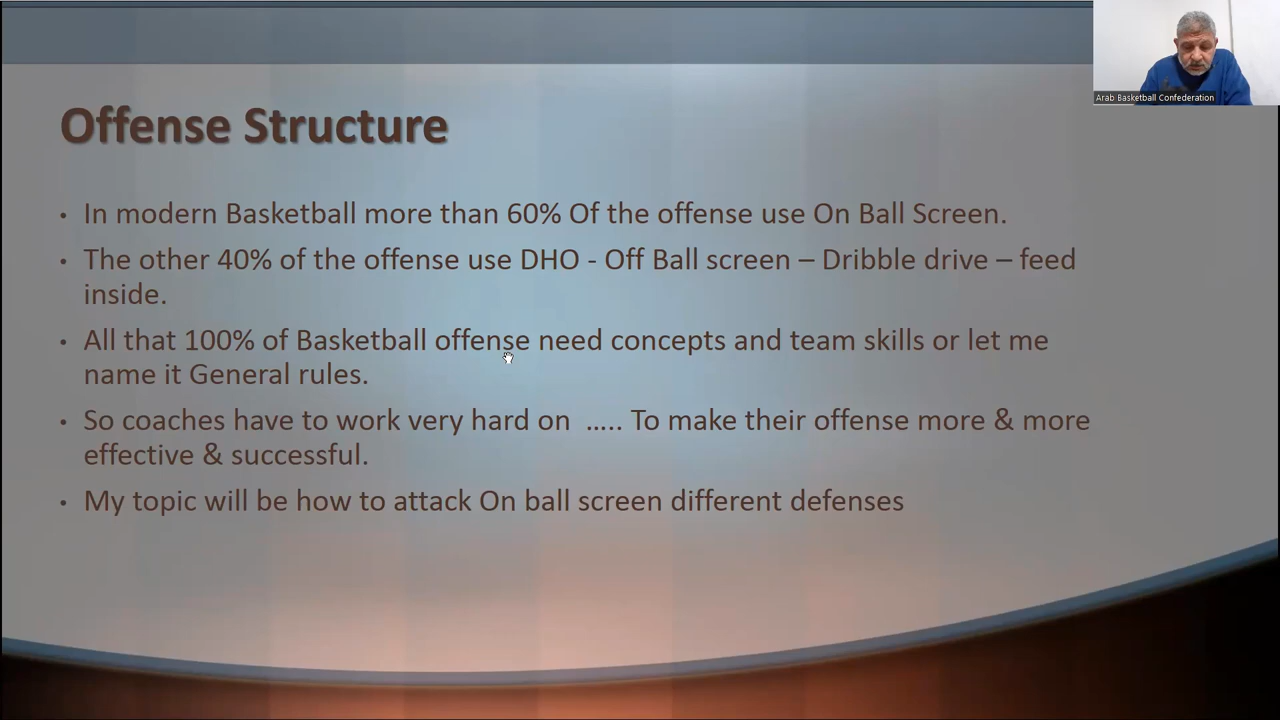 Arab Basketball Confederation
Offense Structure
• In modern Basketball more than 60% Of the offense use On Ball Screen.
• The other 40% of the offense use DHO - Off Ball screen – Dribble drive – feed
inside.
• All that 100% of Basketball offense need concepts and team skills or let me
name it General rules.
• So coaches have to work very hard on ….. To make their offense more & more
effective & successful.
• My topic will be how to attack On ball screen different defenses